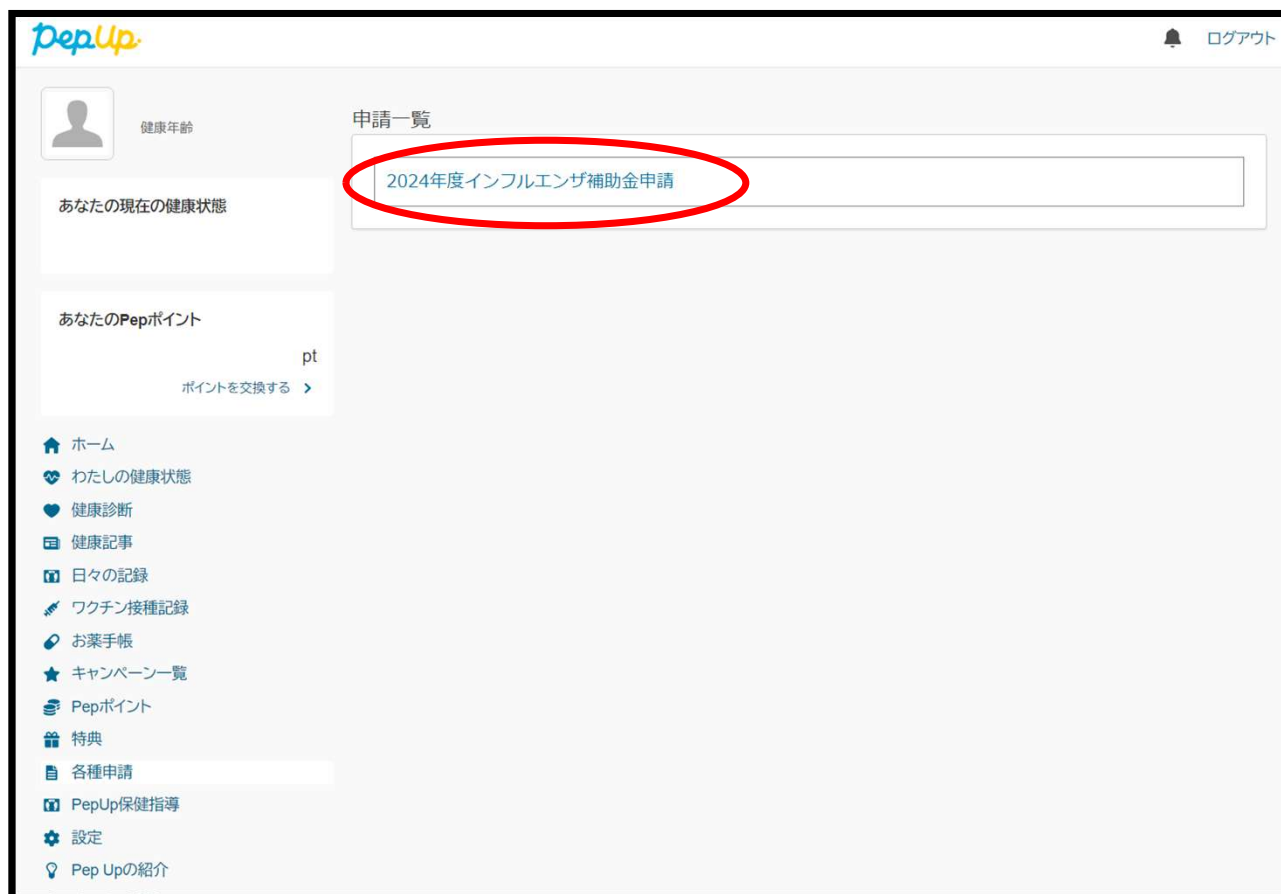 PepUp
ログアウト
健康年齢
あなたの現在の健康状態
あなたのPepポイント
pt
ポイントを交換する
ホーム
わたしの健康状態
健康診断
健康記事
日々の記録
ワクチン接種記録
お薬手帳
キャンペーン一覧
Pepポイント
特典
各種申請
PepUp保健指導
設定
Pep Upの紹介
申請一覧
2024年度インフルエンザ補助金申請